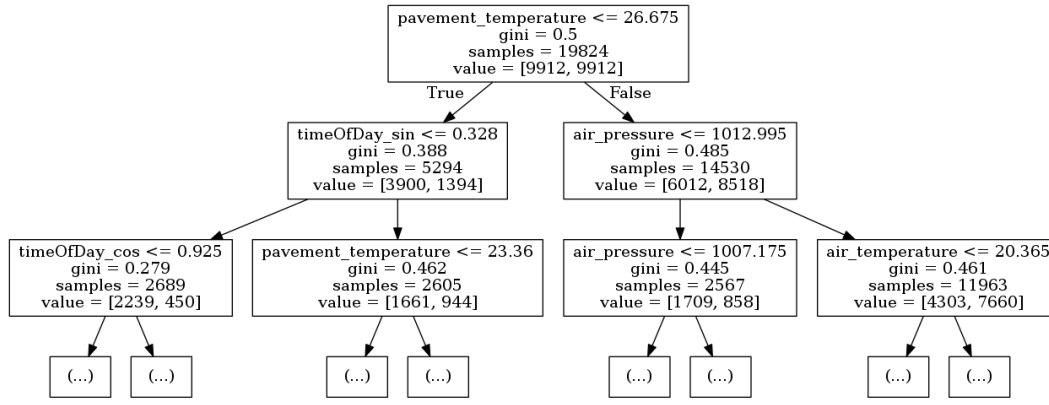 pavement_temperature <= 26.675
gini = 0.5
samples = 19824
value = [9912, 9912]
True
False
timeOfDay_sin <= 0.328
gini = 0.388
samples = 5294
value = [3900, 1394]
air_pressure <= 1012.995
gini = 0.485
samples = 14530
value = [6012, 8518]
timeOfDay_cos <= 0.925
gini = 0.279
samples = 2689
value = [2239, 450]
pavement_temperature <= 23.36
gini = 0.462
samples = 2605
value = [1661, 944]
air_pressure <= 1007.175
gini = 0.445
samples = 2567
value = [1709, 858]
air_temperature <= 20.365
gini = 0.461
samples = 11963
value = [4303, 7660]
(...)
(...)
(...)
(...)
(...)
(...)
(...)
(...)